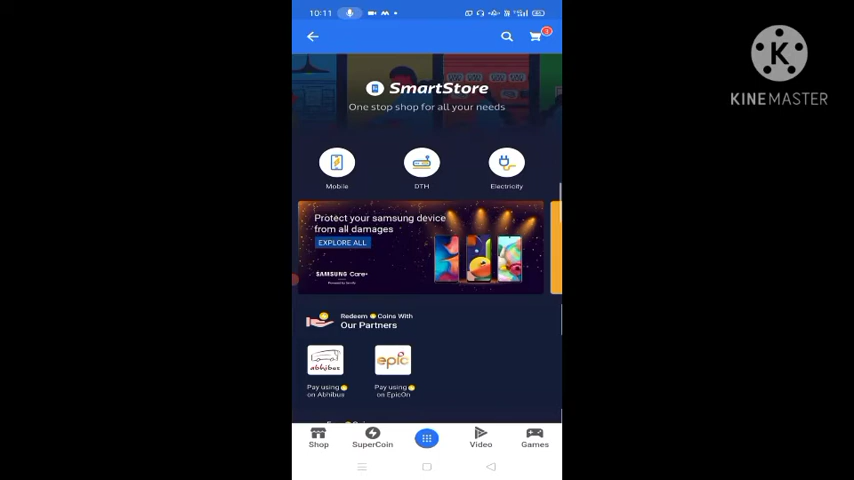 10:11
3
SmartStore
One stop shop for all your needs
K
KINEMASTER
Mobile
DTH
Electricity
Protect your samsung device
from all damages
EXPLORE ALL
SAMSUNG Care+
Redeem Coins With
Our Partners
abhibus
epic
Pay using
on Abhibus
Pay using
on EpicOn
Shop
SuperCoin
Video
Games